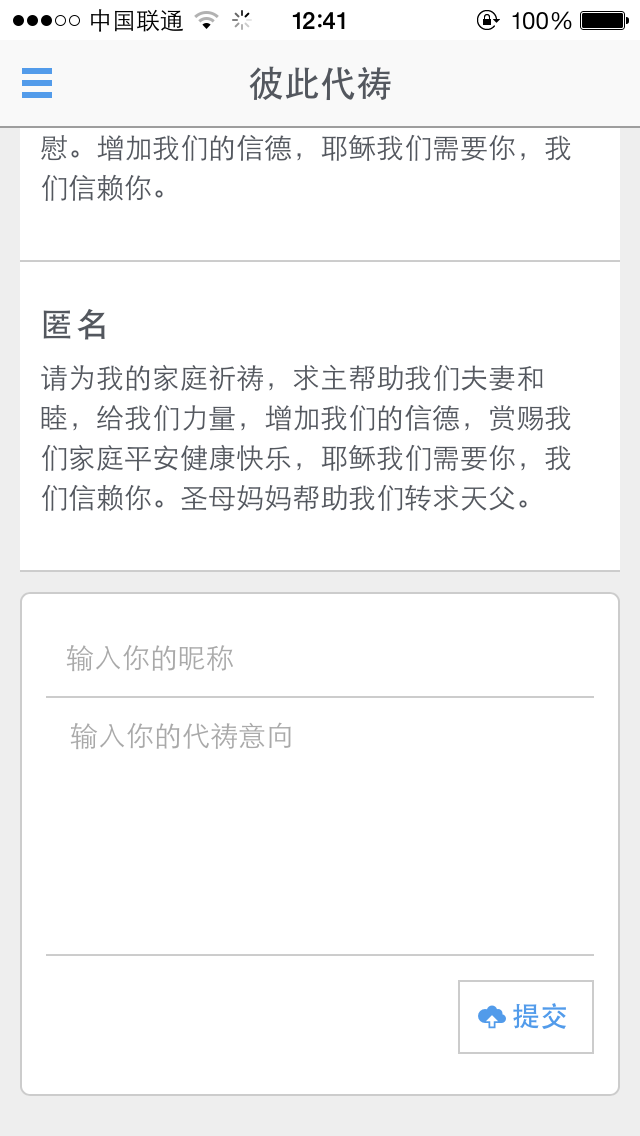 中国联通 12:41 100%
彼此代祷
慰。增加我们的信德，耶稣我们需要你，我
们信赖你。
匿名
请为我的家庭祈祷，求主帮助我们夫妻和
睦，给我们力量，增加我们的信德，赏赐我
们家庭平安健康快乐，耶稣我们需要你，我
们信赖你。圣母妈妈帮助我们转求天父。
输入你的昵称
输入你的代祷意向
提交